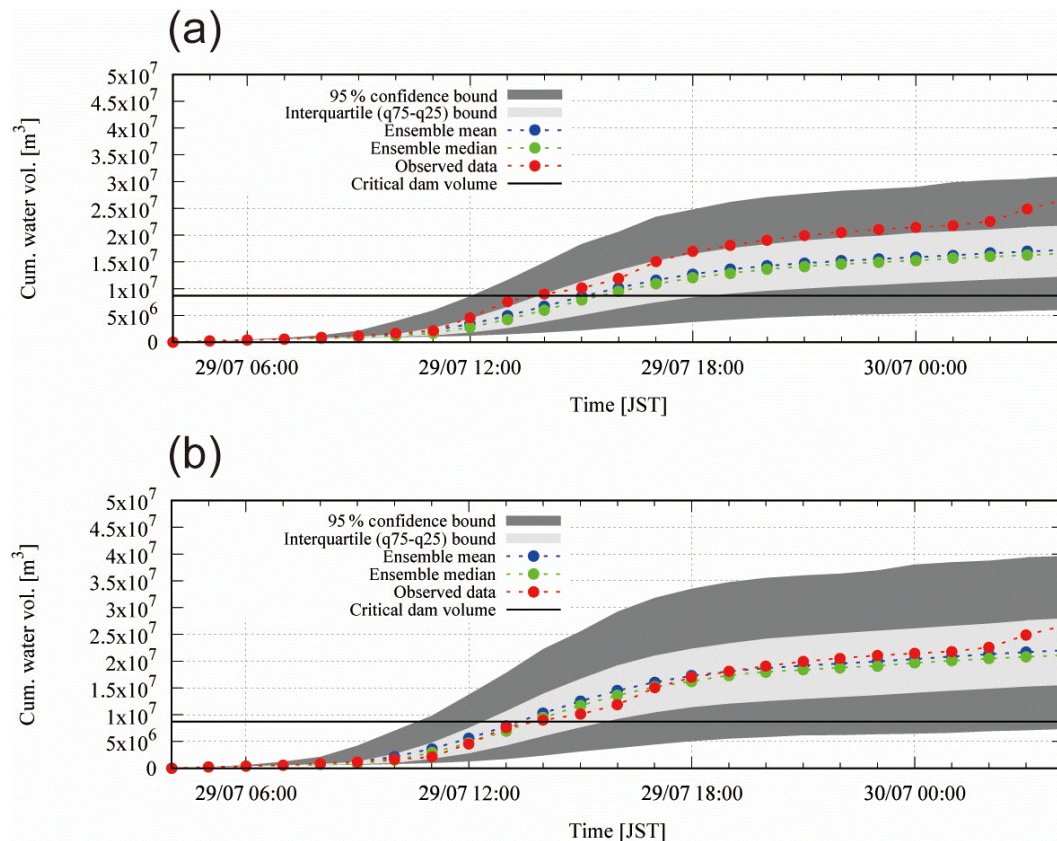 (a)
5x10⁷
4.5x10⁷
4x10⁷
3.5x10⁷
3x10⁷
2.5x10⁷
2x10⁷
1.5x10⁷
1x10⁷
5x10⁶
0
Cum. water vol. [m³]
95 % confidence bound
Interquartile (q75-q25) bound
Ensemble mean
Ensemble median
Observed data
Critical dam volume
29/07 06:00 29/07 12:00 29/07 18:00 30/07 00:00
Time [JST]
(b)
5x10⁷
4.5x10⁷
4x10⁷
3.5x10⁷
3x10⁷
2.5x10⁷
2x10⁷
1.5x10⁷
1x10⁷
5x10⁶
0
Cum. water vol. [m³]
95 % confidence bound
Interquartile (q75-q25) bound
Ensemble mean
Ensemble median
Observed data
Critical dam volume
29/07 06:00 29/07 12:00 29/07 18:00 30/07 00:00
Time [JST]